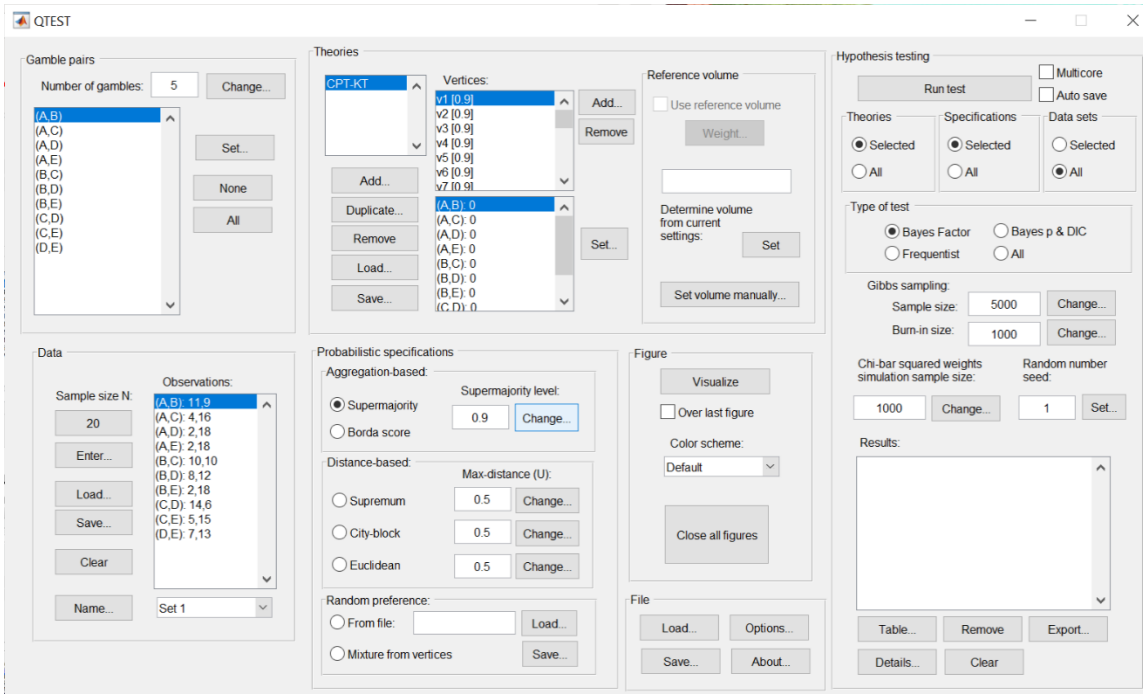 QTEST
Gamble pairs
Number of gambles: 5 Change...
(A,B)
(A,C)
(A,D)
(A,E)
(B,C)
(B,D)
(B,E)
(C,D)
(C,E)
(D,E)
Set...
None
All
Theories
CPT-KT
Add...
Duplicate...
Remove
Load...
Save...
Vertices:
v1 [0.9]
v2 [0.9]
v3 [0.9]
v4 [0.9]
v5 [0.9]
v6 [0.9]
v7 [0.9]
Add...
Remove
(A,B): 0
(A,C): 0
(A,D): 0
(A,E): 0
(B,C): 0
(B,D): 0
(B,E): 0
(C,D): 0
Set...
Reference volume
Use reference volume
Weight...
Determine volume
from current
settings:
Set
Set volume manually...
Hypothesis testing
Run test
Multicore
Auto save
Theories
Selected
All
Specifications
Selected
All
Data sets
Selected
All
Type of test
Bayes Factor Bayes p & DIC
Frequentist All
Gibbs sampling:
Sample size: 5000 Change...
Burn-in size: 1000 Change...
Chi-bar squared weights
simulation sample size:
1000 Change...
Random number
seed:
1 Set...
Results:
Table... Remove Export...
Details... Clear
Data
Sample size N:
20
Enter...
Load...
Save...
Clear
Name...
Observations:
(A,B): 11,9
(A,C): 4,16
(A,D): 2,18
(A,E): 2,18
(B,C): 10,10
(B,D): 8,12
(B,E): 2,18
(C,D): 14,6
(C,E): 5,15
(D,E): 7,13
Set 1
Probabilistic specifications
Aggregation-based:
Supermajority
Borda score
Supermajority level:
0.9 Change...
Distance-based:
Max-distance (U):
Supremum 0.5 Change...
City-block 0.5 Change...
Euclidean 0.5 Change...
Random preference:
From file: Load...
Mixture from vertices Save...
Figure
Visualize
Over last figure
Color scheme:
Default
Close all figures
File
Load... Options...
Save... About...